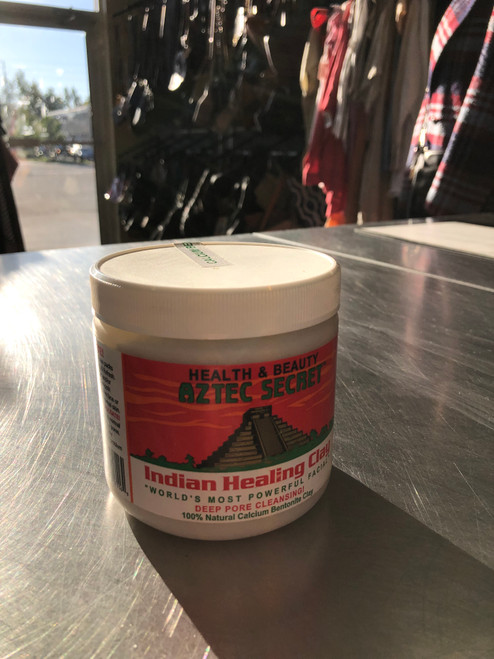 HEALTH & BEAUTY
AZTEC SECRET
Indian Healing Clay
"WORLD'S MOST POWERFUL FACIAL
DEEP PORE CLEANSING!
100% Natural Calcium Bentonite Clay